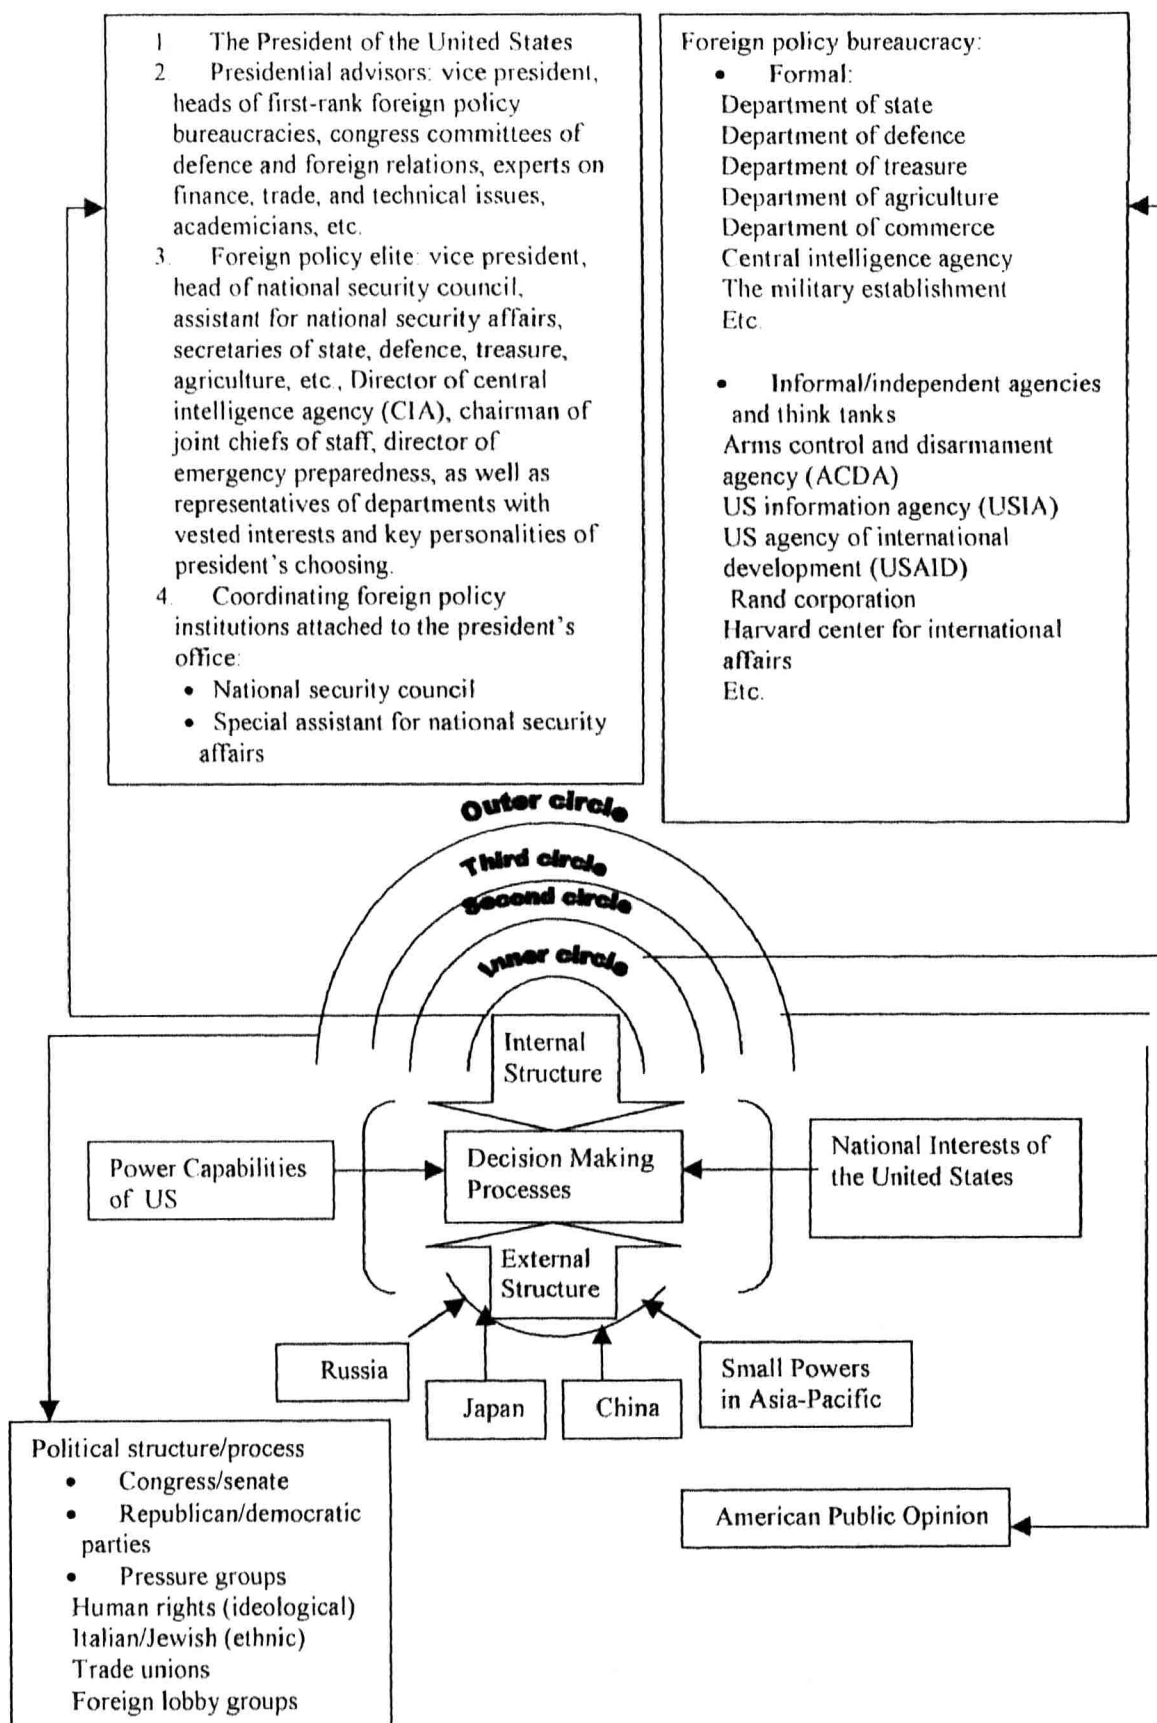 1 The President of the United States
2 Presidential advisors: vice president,
heads of first-rank foreign policy
bureaucracies, congress committees of
defence and foreign relations, experts on
finance, trade, and technical issues,
academicians, etc.
3 Foreign policy elite: vice president,
head of national security council,
assistant for national security affairs,
secretaries of state, defence, treasure,
agriculture, etc., Director of central
intelligence agency (CIA), chairman of
joint chiefs of staff, director of
emergency preparedness, as well as
representatives of departments with
vested interests and key personalities of
president's choosing.
4. Coordinating foreign policy
institutions attached to the president's
office:
• National security council
• Special assistant for national security
affairs
Foreign policy bureaucracy:
• Formal:
Department of state
Department of defence
Department of treasure
Department of agriculture
Department of commerce
Central intelligence agency
The military establishment
Etc.
• Informal/independent agencies
and think tanks
Arms control and disarmament
agency (ACDA)
US information agency (USIA)
US agency of international
development (USAID)
Rand corporation
Harvard center for international
affairs
Etc.
Outer circle
Third circle
Second circle
Inner circle
Internal
Structure
Power Capabilities
of US
Decision Making
Processes
National Interests of
the United States
External
Structure
Russia
Japan
China
Small Powers
in Asia-Pacific
Political structure/process
• Congress/senate
• Republican/democratic
parties
• Pressure groups
Human rights (ideological)
Italian/Jewish (ethnic)
Trade unions
Foreign lobby groups
American Public Opinion